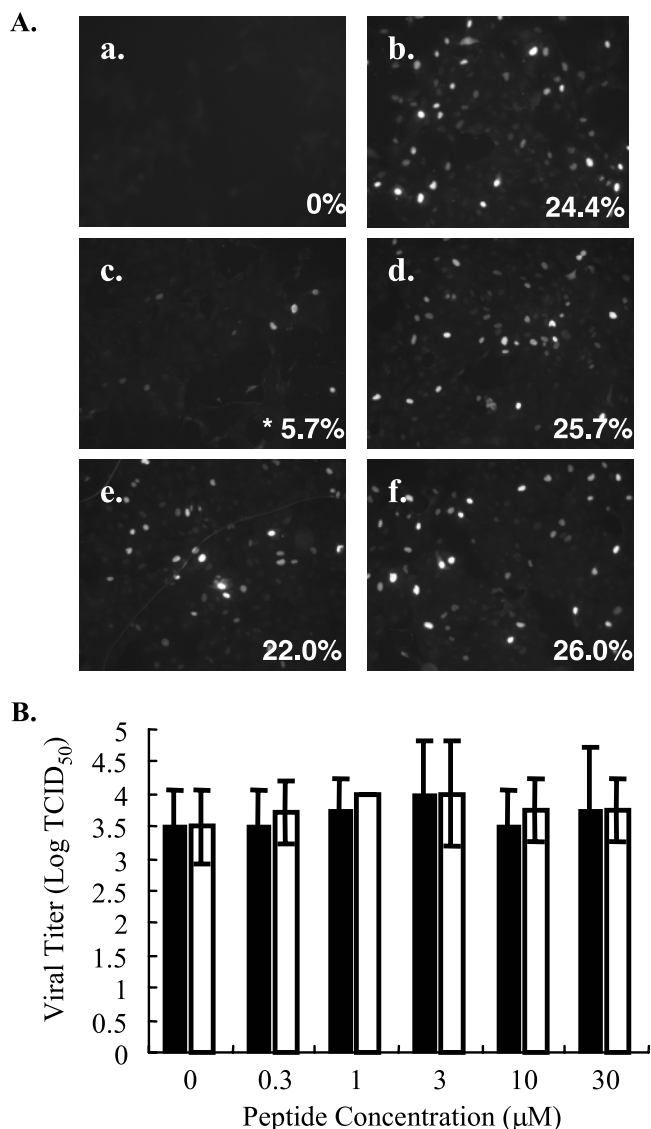 A.
a.
0%
b.
24.4%
c.
* 5.7%
d.
25.7%
e.
22.0%
f.
26.0%
B.
Viral Titer (Log TCID50)
5
4.5
4
3.5
3
2.5
2
1.5
1
0.5
0
0 0.3 1 3 10 30
Peptide Concentration (μM)